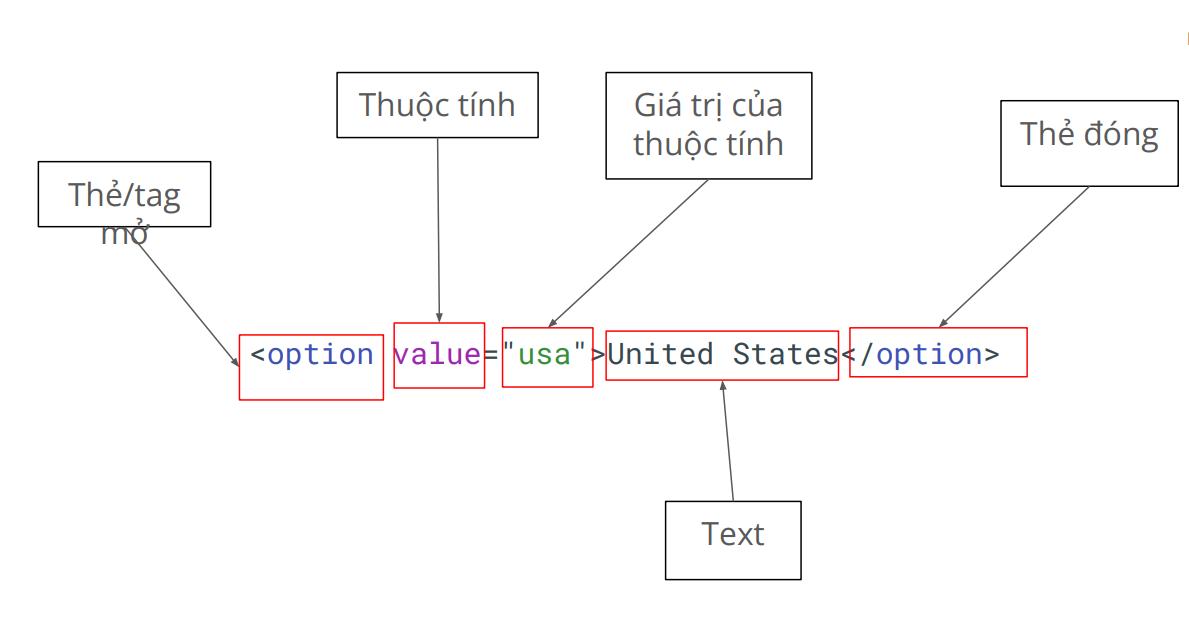 Thuộc tính
Giá trị của
thuộc tính
Thẻ đóng
Thẻ/tag
mở
<option value="usa">United States</option>
Text